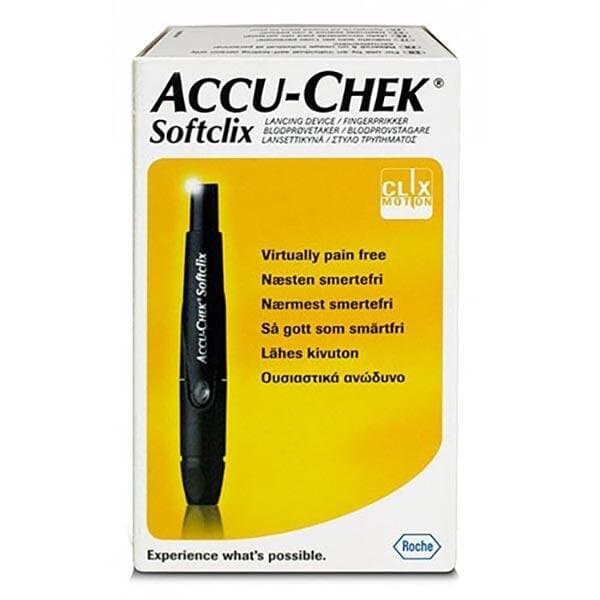 ACCU-CHEK®
Softclix
LANCING DEVICE / FINGERPRIKKER
BLODPRØVETAKER / BLODPROVSTAGARE
LANSETTIKYNÄ / ΣΤΥΛΟ ΤΡΥΠΗΜΑΤΟΣ
CLIX
MOTION
Virtually pain free
Næsten smertefri
Nærmest smertefri
Så gott som smärtfri
Lähes kivuton
Ουσιαστικά ανώδυνο
ACCU-CHEK® Softclix
Experience what's possible.
Roche